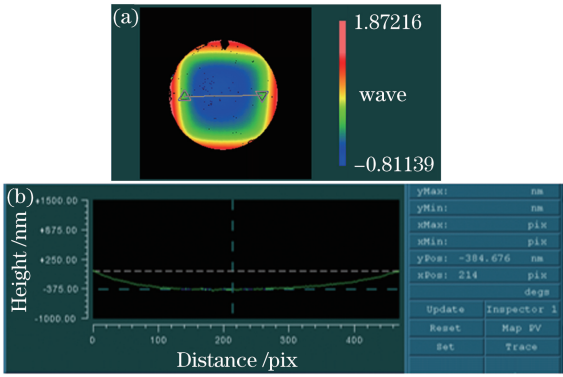 (a)
1.87216
wave
−0.81139
(b)
Height /nm
+1500.00
+675.00
+250.00
-375.00
-1000.00
0
100
200
300
400
Distance /pix
yMax: nm
yMin: nm
xMax: pix
xMin: pix
yPos: -384.676 nm
xPos: 214 pix
degs
Update Inspector 1
Reset Map PV
Set Trace